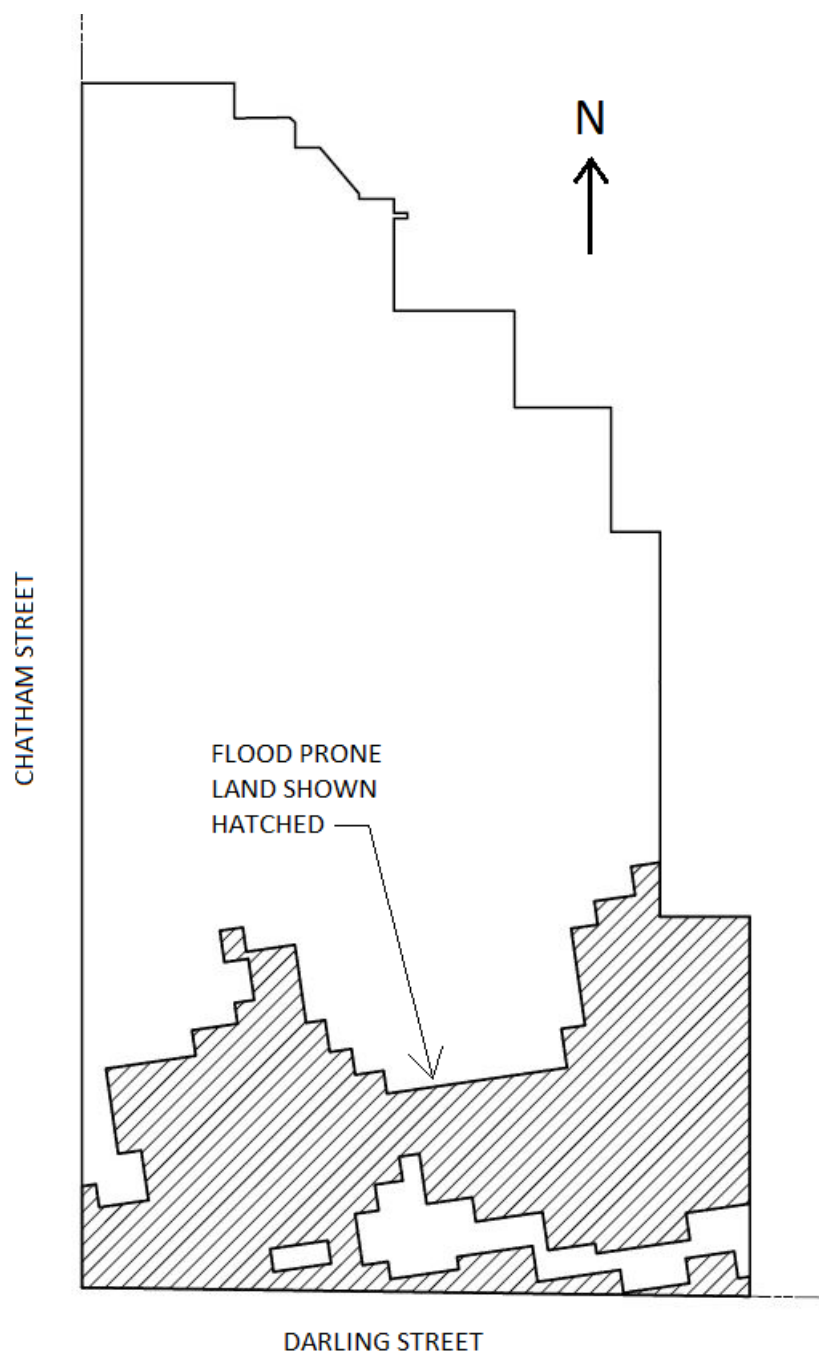 N
CHATHAM STREET
FLOOD PRONE
LAND SHOWN
HATCHED
DARLING STREET